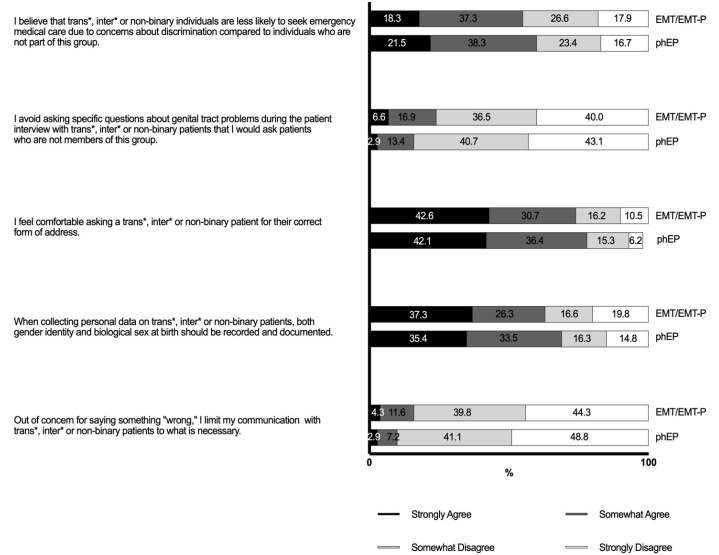 I believe that trans*, inter* or non-binary individuals are less likely to seek emergency
medical care due to concerns about discrimination compared to individuals who are
not part of this group.
18.3 37.3 26.6 17.9 EMT/EMT-P
21.5 38.3 23.4 16.7 phEP
I avoid asking specific questions about genital tract problems during the patient
interview with trans*, inter* or non-binary patients that I would ask patients
who are not members of this group.
6.6 16.9 36.5 40.0 EMT/EMT-P
2.9 13.4 40.7 43.1 phEP
I feel comfortable asking a trans*, inter* or non-binary patient for their correct
form of address.
42.6 30.7 16.2 10.5 EMT/EMT-P
42.1 36.4 15.3 6.2 phEP
When collecting personal data on trans*, inter* or non-binary patients, both
gender identity and biological sex at birth should be recorded and documented.
37.3 26.3 16.6 19.8 EMT/EMT-P
35.4 33.5 16.3 14.8 phEP
Out of concern for saying something "wrong," I limit my communication with
trans*, inter* or non-binary patients to what is necessary.
4.3 11.6 39.8 44.3 EMT/EMT-P
2.9 7.2 41.1 48.8 phEP
0 100
%
Strongly Agree Somewhat Agree
Somewhat Disagree Strongly Disagree